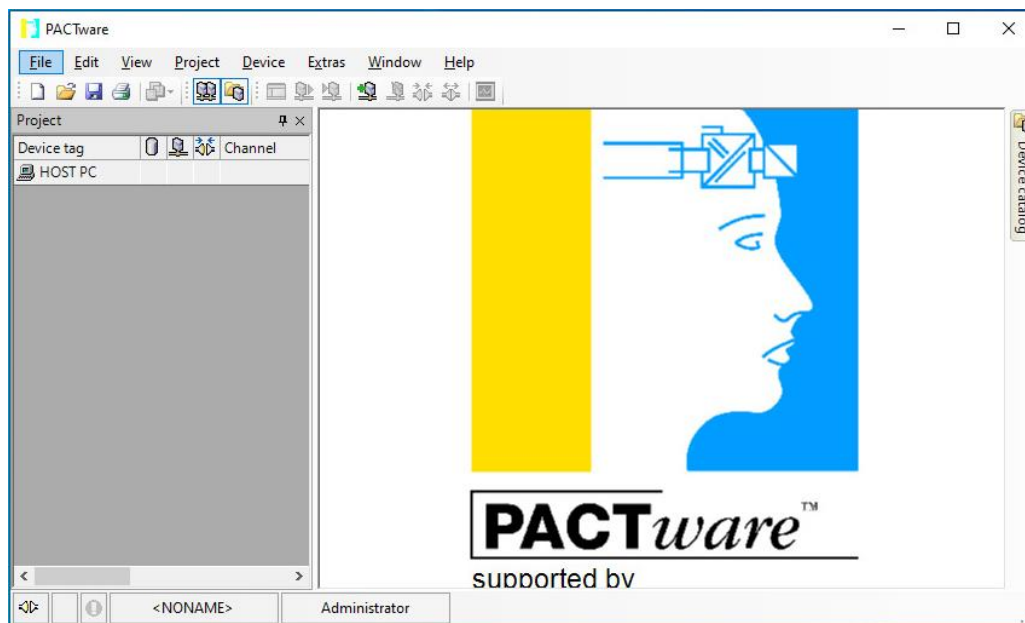 PACTware
File Edit View Project Device Extras Window Help
Project
Device tag Channel
HOST PC
Device catalog
PACTware™
supported by
<NONAME> Administrator